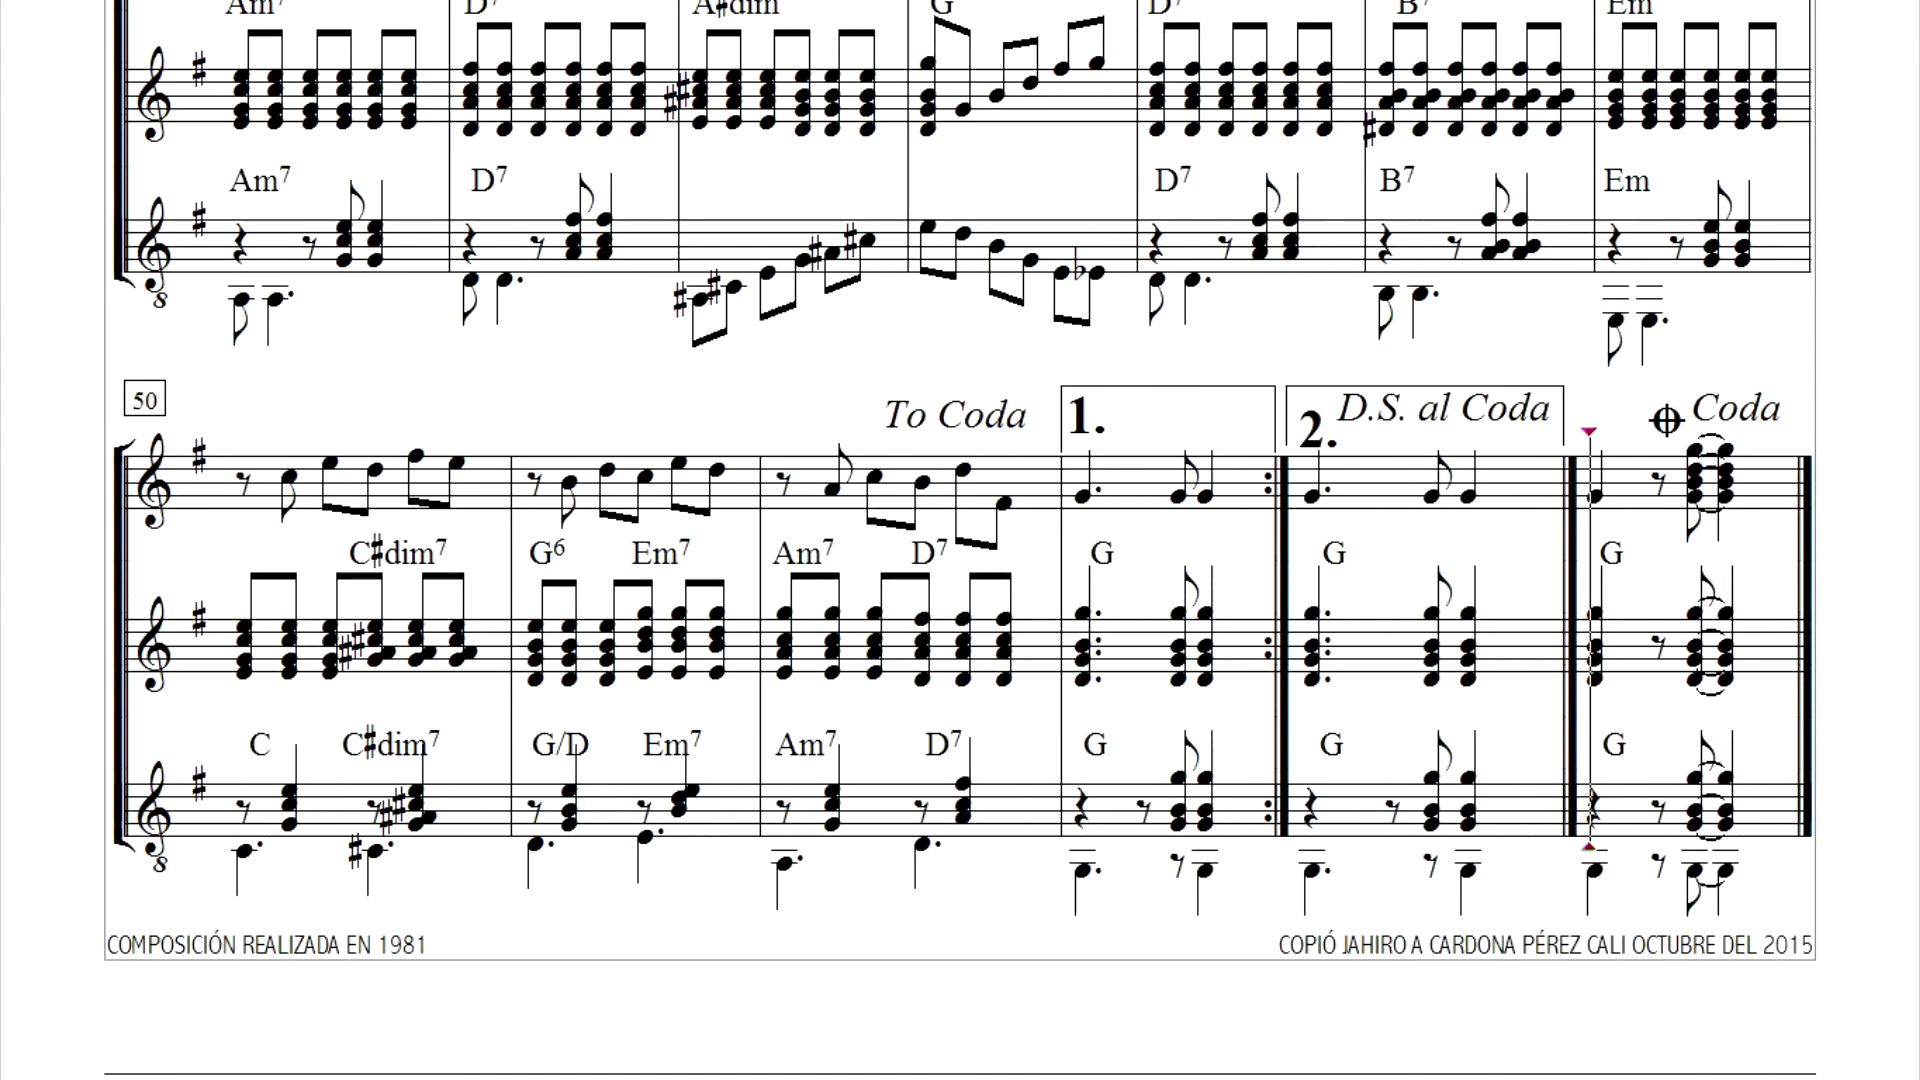 Am7 D7 A#dim G D7 B7 Em
Am7 D7 D7 B7 Em
50 To Coda 1. 2. D.S. al Coda Coda
C#dim7 G6 Em7 Am7 D7 G G G
C C#dim7 G/D Em7 Am7 D7 G G G
8
8
COMPOSICIÓN REALIZADA EN 1981
COPIÓ JAHIRO A CARDONA PÉREZ CALI OCTUBRE DEL 2015